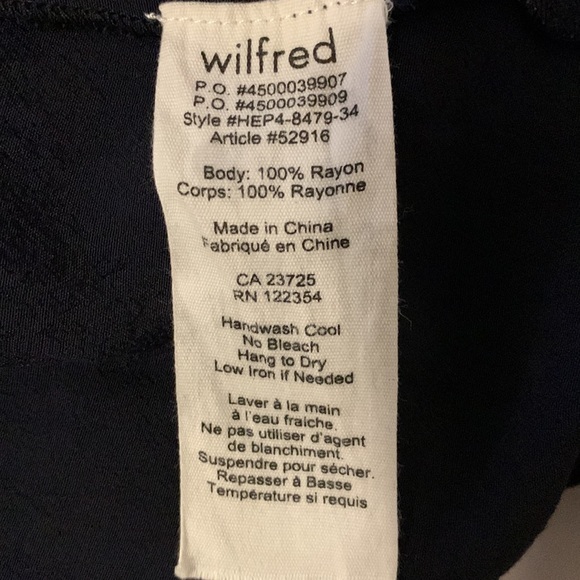 wilfred
P.O. #4500039907
P.O. #4500039909
Style #HEP4-8479-34
Article #52916
Body: 100% Rayon
Corps: 100% Rayonne
Made in China
Fabriqué en Chine
CA 23725
RN 122354
Handwash Cool
No Bleach
Hang to Dry
Low Iron if Needed
Laver à la main
à l'eau fraiche.
Ne pas utiliser d'agent
de blanchiment.
Suspendre pour sécher.
Repasser à Basse
Température si requis